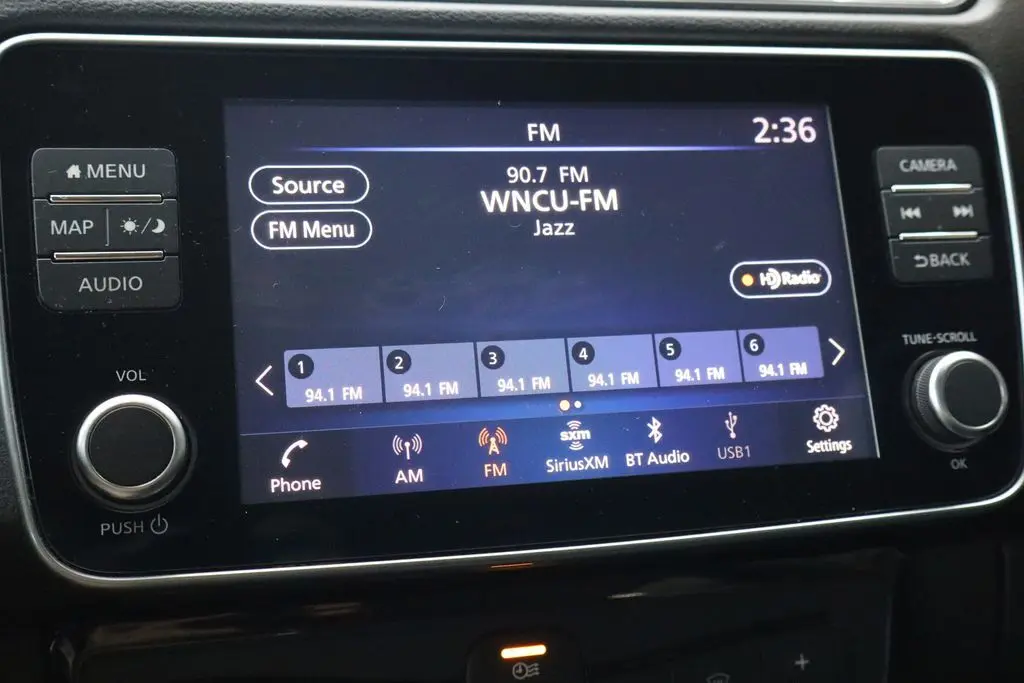 FM
2:36
MENU
MAP
AUDIO
VOL
PUSH
Source
FM Menu
90.7 FM
WNCU-FM
Jazz
HD Radio
1
94.1 FM
2
94.1 FM
3
94.1 FM
4
94.1 FM
5
94.1 FM
6
94.1 FM
Phone
AM
FM
sxm
SiriusXM
BT Audio
USB1
Settings
CAMERA
BACK
TUNE·SCROLL
OK